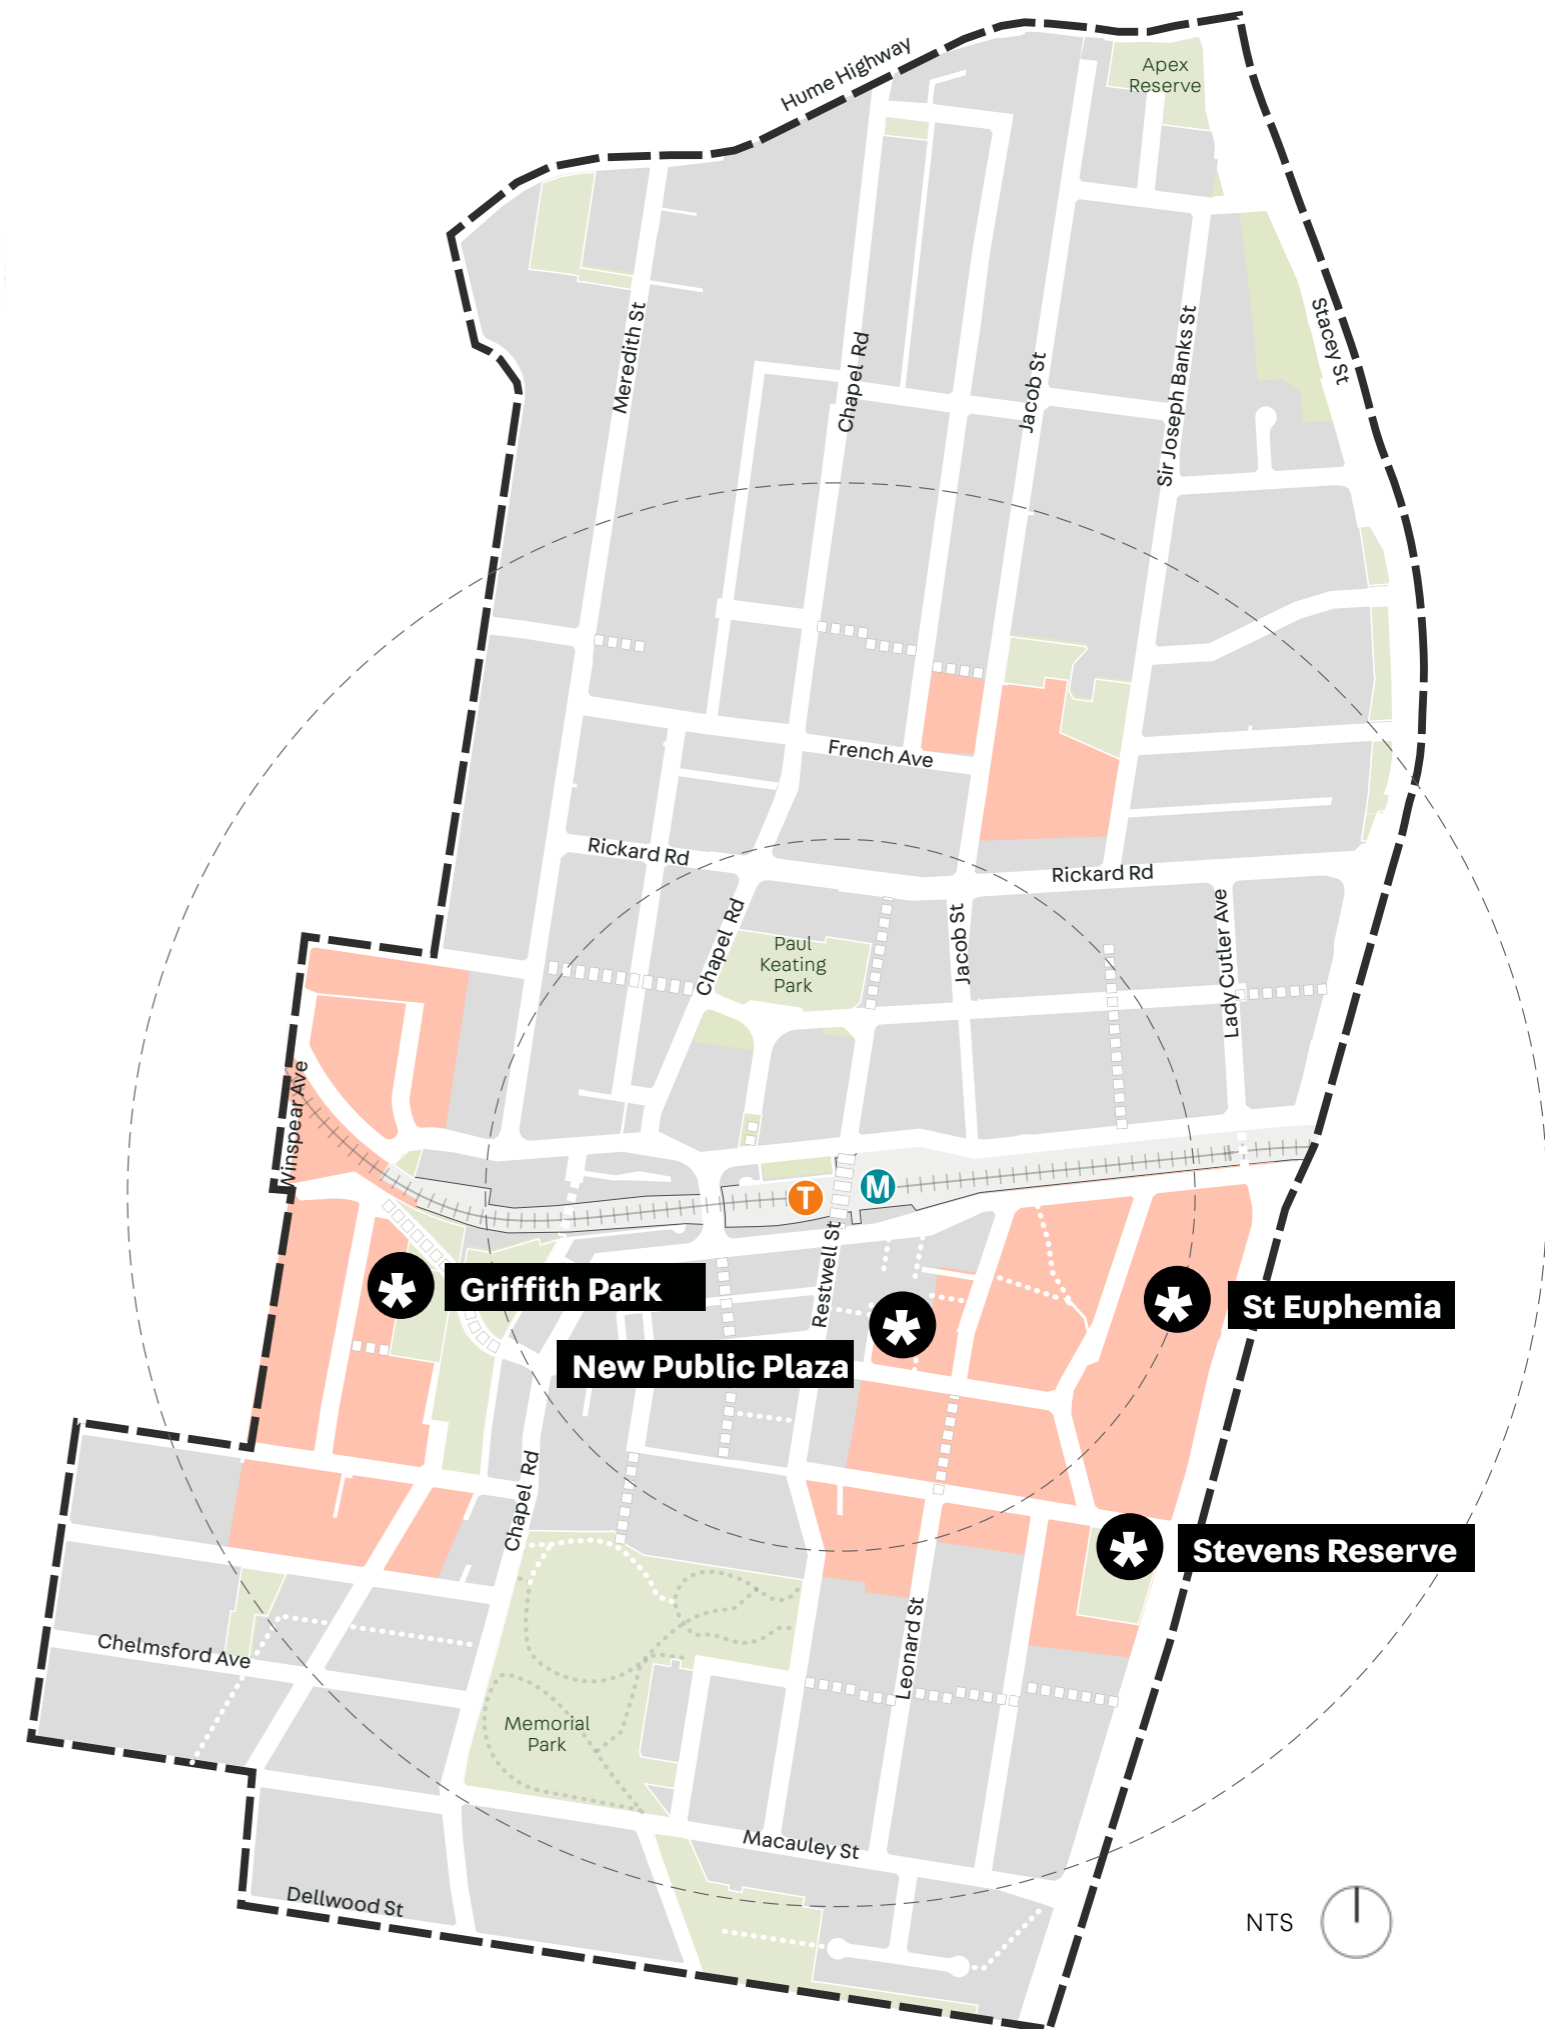 Hume Highway
Apex
Reserve
Meredith St
Chapel Rd
Jacob St
Sir Joseph Banks St
Stacey St
French Ave
Rickard Rd
Rickard Rd
Chapel Rd
Paul
Keating
Park
Jacob St
Lady Cutler Ave
Winspear Ave
T
M
Restwell St
Griffith Park
St Euphemia
New Public Plaza
Chapel Rd
Stevens Reserve
Leonard St
Chelmsford Ave
Memorial
Park
Macauley St
Dellwood St
NTS